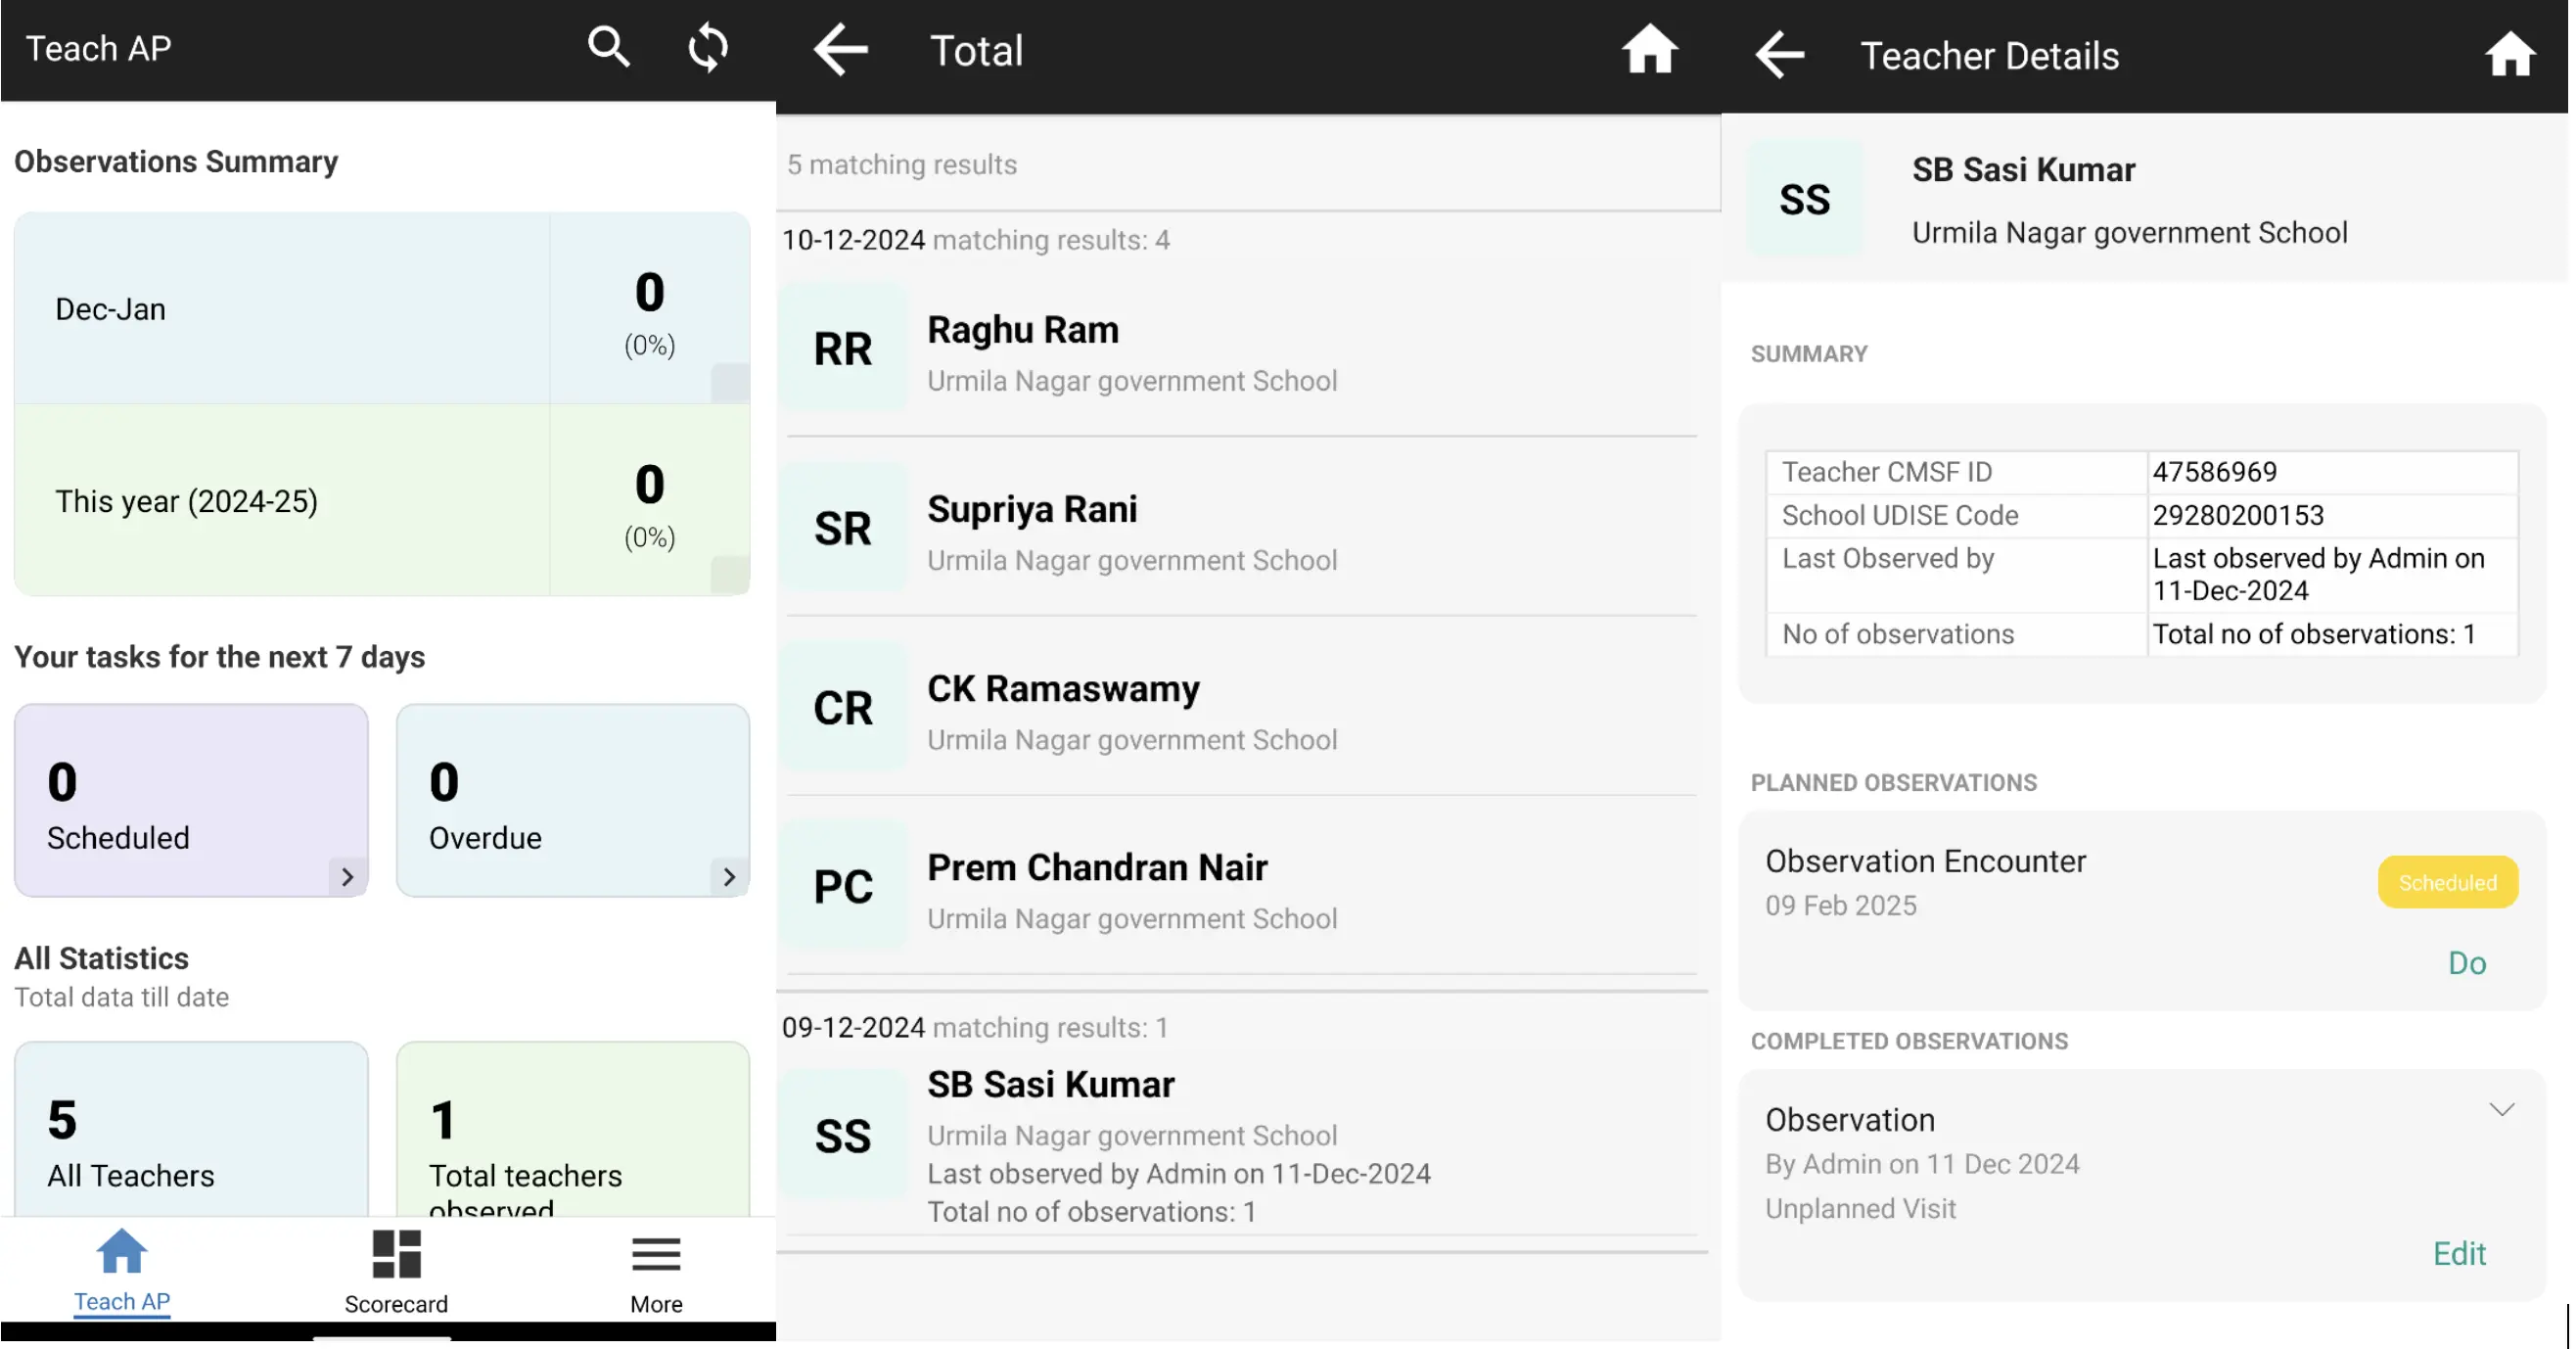 Teach AP
Observations Summary
Dec-Jan
0
(0%)
This year (2024-25)
0
(0%)
Your tasks for the next 7 days
0
Scheduled
0
Overdue
All Statistics
Total data till date
5
All Teachers
1
Total teachers
observed
Teach AP
Scorecard
More
Total
5 matching results
10-12-2024 matching results: 4
RR
Raghu Ram
Urmila Nagar government School
SR
Supriya Rani
Urmila Nagar government School
CR
CK Ramaswamy
Urmila Nagar government School
PC
Prem Chandran Nair
Urmila Nagar government School
09-12-2024 matching results: 1
SS
SB Sasi Kumar
Urmila Nagar government School
Last observed by Admin on 11-Dec-2024
Total no of observations: 1
Teacher Details
SS
SB Sasi Kumar
Urmila Nagar government School
SUMMARY
Teacher CMSF ID 47586969
School UDISE Code 29280200153
Last Observed by Last observed by Admin on
11-Dec-2024
No of observations Total no of observations: 1
PLANNED OBSERVATIONS
Observation Encounter
09 Feb 2025
Scheduled
Do
COMPLETED OBSERVATIONS
Observation
By Admin on 11 Dec 2024
Unplanned Visit
Edit